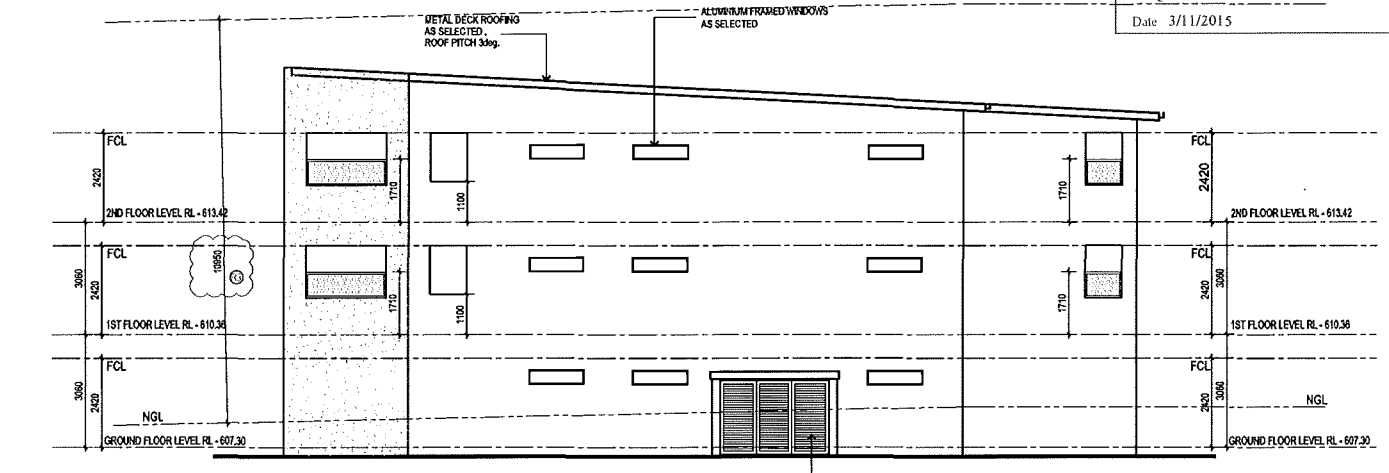 Date 3/11/2015
METAL DECK ROOFING
AS SELECTED.
ROOF PITCH 3deg.
ALUMINIUM FRAMED WINDOWS
AS SELECTED
FCL
FCL
2420
1710
1100
1710
2420
2ND FLOOR LEVEL RL - 613.42
2ND FLOOR LEVEL RL - 613.42
10950
FCL
FCL
3060
2420
1710
1100
1710
2420
3060
1ST FLOOR LEVEL RL - 610.36
1ST FLOOR LEVEL RL - 610.36
FCL
FCL
3060
2420
2420
3060
NGL
NGL
GROUND FLOOR LEVEL RL - 607.30
GROUND FLOOR LEVEL RL - 607.30